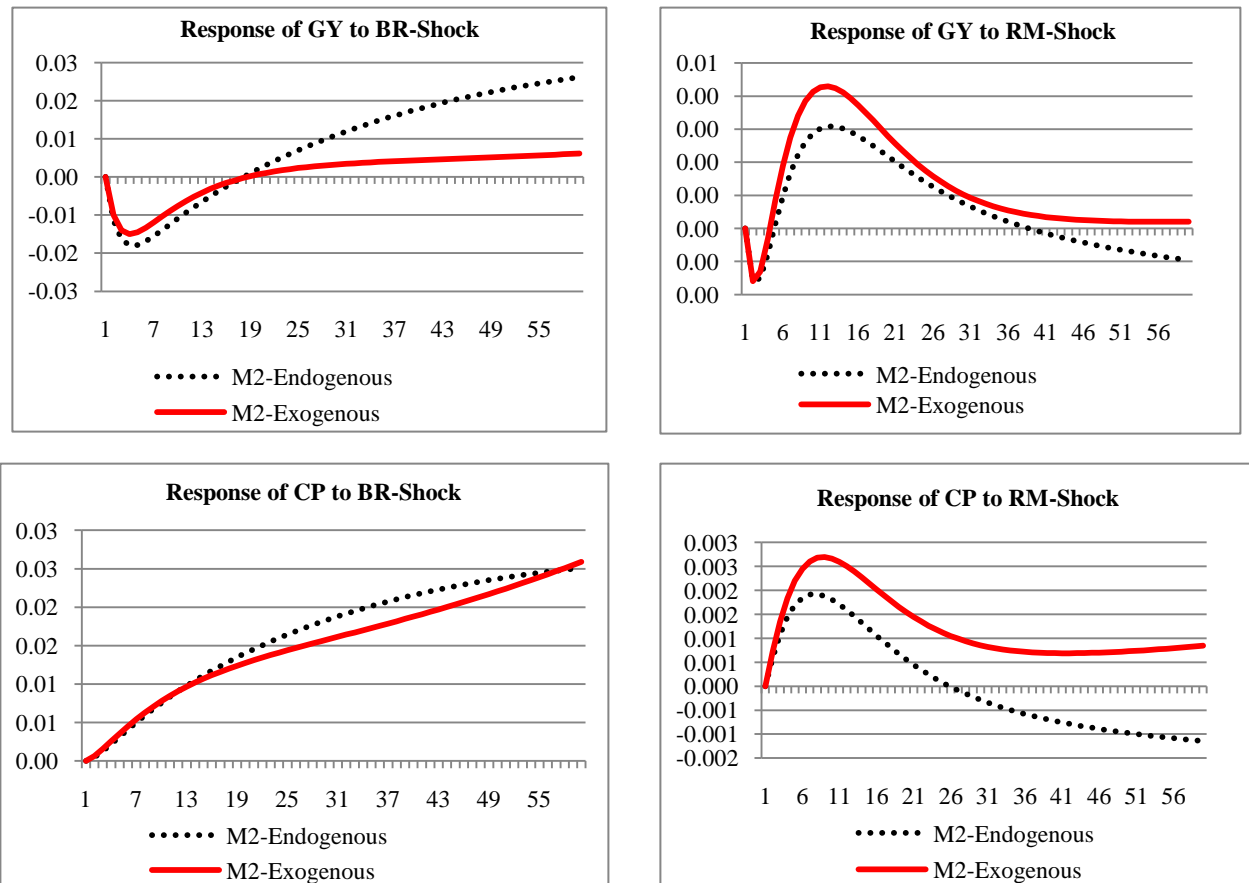 Response of GY to BR-Shock
0.03
0.02
0.01
0.00
-0.01
-0.02
-0.03
1 7 13 19 25 31 37 43 49 55
M2-Endogenous
M2-Exogenous
Response of GY to RM-Shock
0.01
0.00
0.00
0.00
0.00
0.00
0.00
0.00
1 6 11 16 21 26 31 36 41 46 51 56
M2-Endogenous
M2-Exogenous
Response of CP to BR-Shock
0.03
0.03
0.02
0.02
0.01
0.01
0.00
1 7 13 19 25 31 37 43 49 55
M2-Endogenous
M2-Exogenous
Response of CP to RM-Shock
0.003
0.003
0.002
0.002
0.001
0.001
0.000
-0.001
-0.001
-0.002
1 6 11 16 21 26 31 36 41 46 51 56
M2-Endogenous
M2-Exogenous